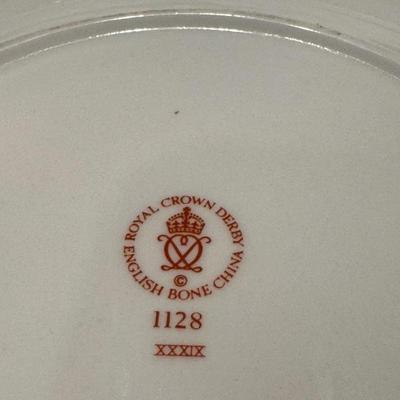 ROYAL CROWN DERBY
ENGLISH BONE CHINA
©
1128
XXXIX